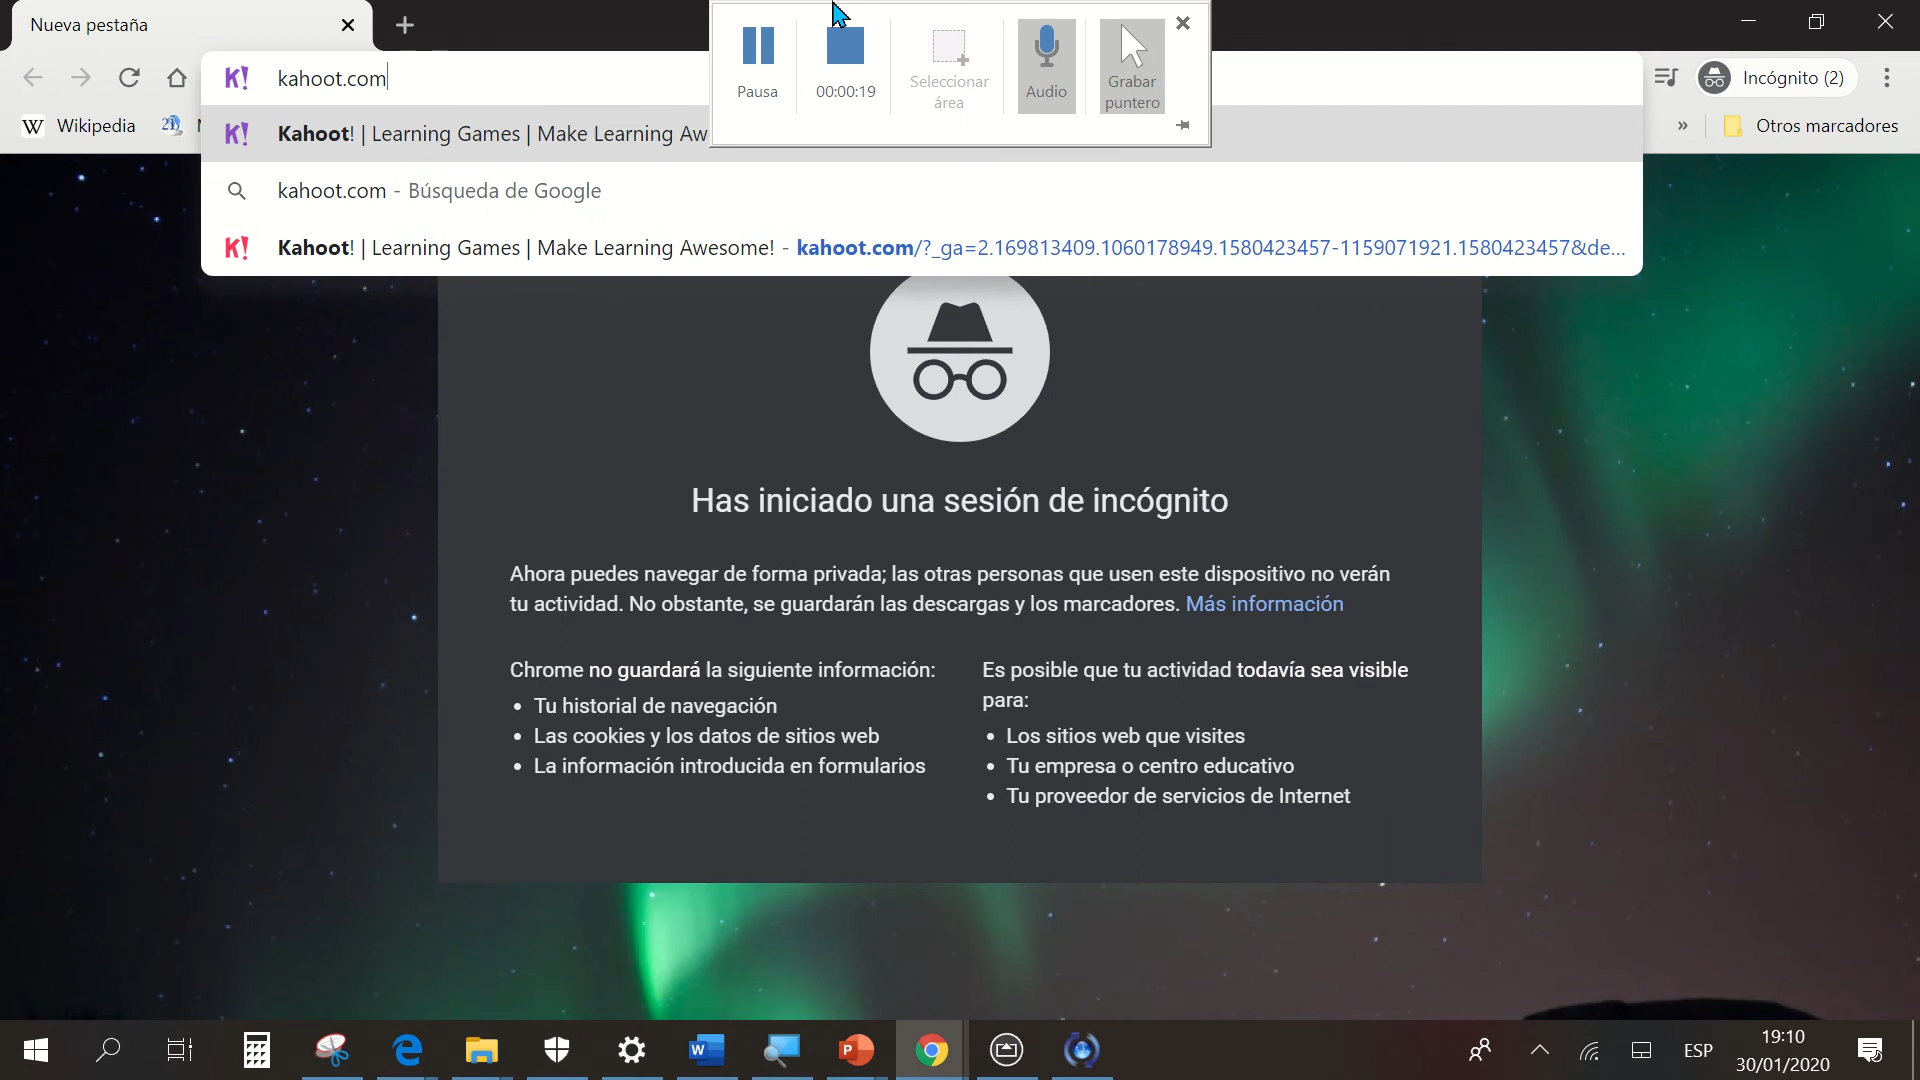 Nueva pestaña
Pausa
00:00:19
Seleccionar
área
Audio
Grabar
puntero
K! kahoot.com
Incógnito (2)
W Wikipedia
»
Otros marcadores
K! Kahoot! | Learning Games | Make Learning Aw
kahoot.com - Búsqueda de Google
K! Kahoot! | Learning Games | Make Learning Awesome! - kahoot.com/?_ga=2.169813409.1060178949.1580423457-1159071921.1580423457&de...
Has iniciado una sesión de incógnito
Ahora puedes navegar de forma privada; las otras personas que usen este dispositivo no verán
tu actividad. No obstante, se guardarán las descargas y los marcadores. Más información
Chrome no guardará la siguiente información:
• Tu historial de navegación
• Las cookies y los datos de sitios web
• La información introducida en formularios
Es posible que tu actividad todavía sea visible
para:
• Los sitios web que visites
• Tu empresa o centro educativo
• Tu proveedor de servicios de Internet
ESP
19:10
30/01/2020